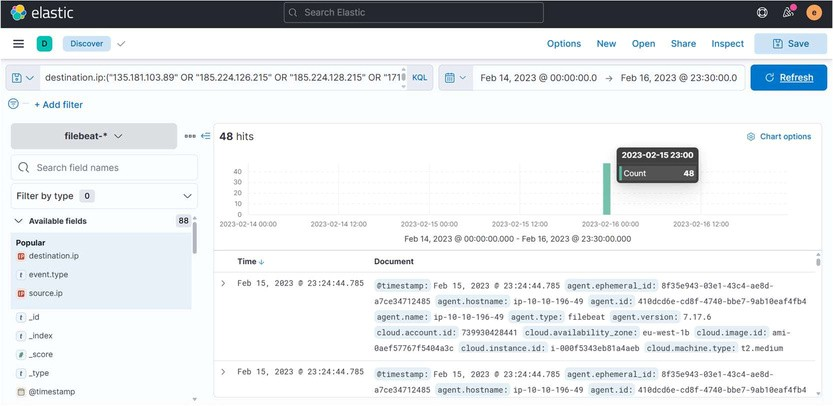 elastic
Search Elastic
e
D
Discover
Options
New
Open
Share
Inspect
Save
destination.ip:("135.181.103.89" OR "185.224.126.215" OR "185.224.128.215" OR "171
KQL
Feb 14, 2023 @ 00:00:00.0 → Feb 16, 2023 @ 23:30:00.0
Refresh
+ Add filter
filebeat-*
Search field names
Filter by type 0
Available fields 88
Popular
destination.ip
event.type
source.ip
_id
_index
_score
_type
@timestamp
48 hits
Chart options
2023-02-15 23:00
Count 48
40
30
20
10
0
2023-02-14 00:00 2023-02-14 12:00 2023-02-15 00:00 2023-02-15 12:00 2023-02-16 00:00 2023-02-16 12:00
Feb 14, 2023 @ 00:00:00.000 - Feb 16, 2023 @ 23:30:00.000
Time ↓ Document
Feb 15, 2023 @ 23:24:44.785 @timestamp: Feb 15, 2023 @ 23:24:44.785 agent.ephemeral_id: 8f35e943-03e1-43c4-ae8d-
a7ce34712485 agent.hostname: ip-10-10-196-49 agent.id: 410dcd6e-cd8f-4740-bbe7-9ab10eaf4fb4
agent.name: ip-10-10-196-49 agent.type: filebeat agent.version: 7.17.6
cloud.account.id: 739930428441 cloud.availability_zone: eu-west-1b cloud.image.id: ami-
0aef57767f5404a3c cloud.instance.id: i-000f5343eb81a4aeb cloud.machine.type: t2.medium
Feb 15, 2023 @ 23:24:44.785 @timestamp: Feb 15, 2023 @ 23:24:44.785 agent.ephemeral_id: 8f35e943-03e1-43c4-ae8d-
a7ce34712485 agent.hostname: ip-10-10-196-49 agent.id: 410dcd6e-cd8f-4740-bbe7-9ab10eaf4fb4